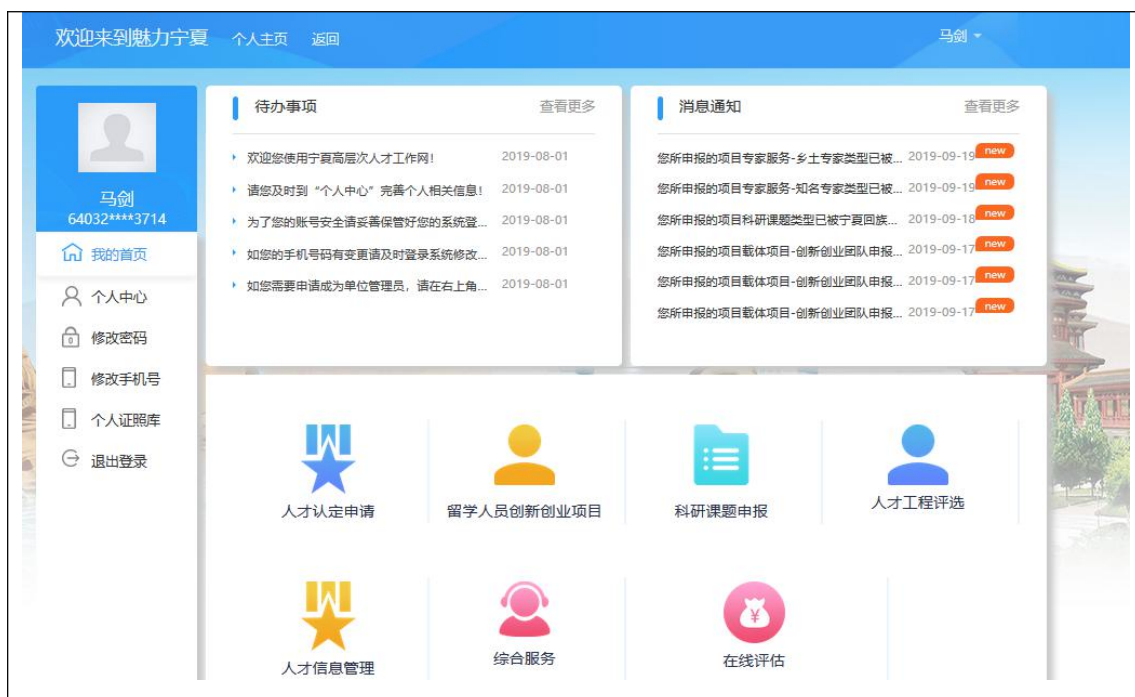 欢迎来到魅力宁夏 个人主页 返回 马剑
马剑
64032****3714
我的首页
个人中心
修改密码
修改手机号
个人证照库
退出登录
待办事项 查看更多
欢迎您使用宁夏高层次人才工作网! 2019-08-01
请您及时到“个人中心”完善个人相关信息! 2019-08-01
为了您的账号安全请妥善保管好您的系统登... 2019-08-01
如您的手机号码有变更请及时登录系统修改... 2019-08-01
如您需要申请成为单位管理员，请在右上角... 2019-08-01
消息通知 查看更多
您所申报的项目专家服务-乡土专家类型已被... 2019-09-19 new
您所申报的项目专家服务-知名专家类型已被... 2019-09-19 new
您所申报的项目科研课题类型已被宁夏回族... 2019-09-18 new
您所申报的项目载体项目-创新创业团队申报... 2019-09-17 new
您所申报的项目载体项目-创新创业团队申报... 2019-09-17 new
您所申报的项目载体项目-创新创业团队申报... 2019-09-17 new
人才认定申请 留学人员创新创业项目 科研课题申报 人才工程评选
人才信息管理 综合服务 在线评估